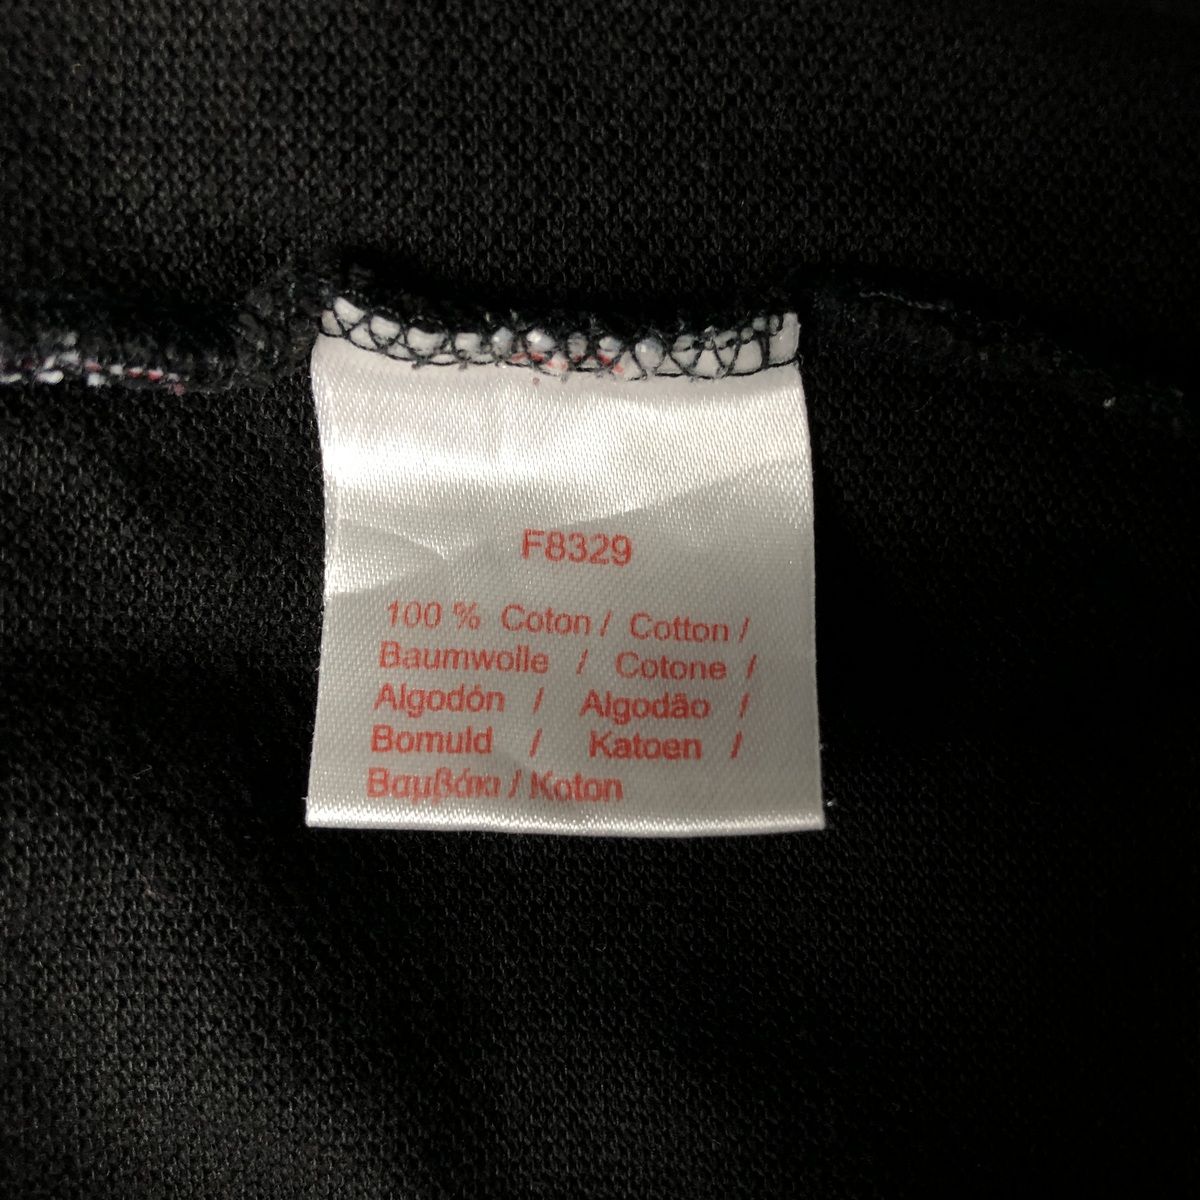 F8329
100 % Coton / Cotton /
Baumwolle / Cotone /
Algodón / Algodão /
Bomuld / Katoen /
Βαμβάκι / Koton